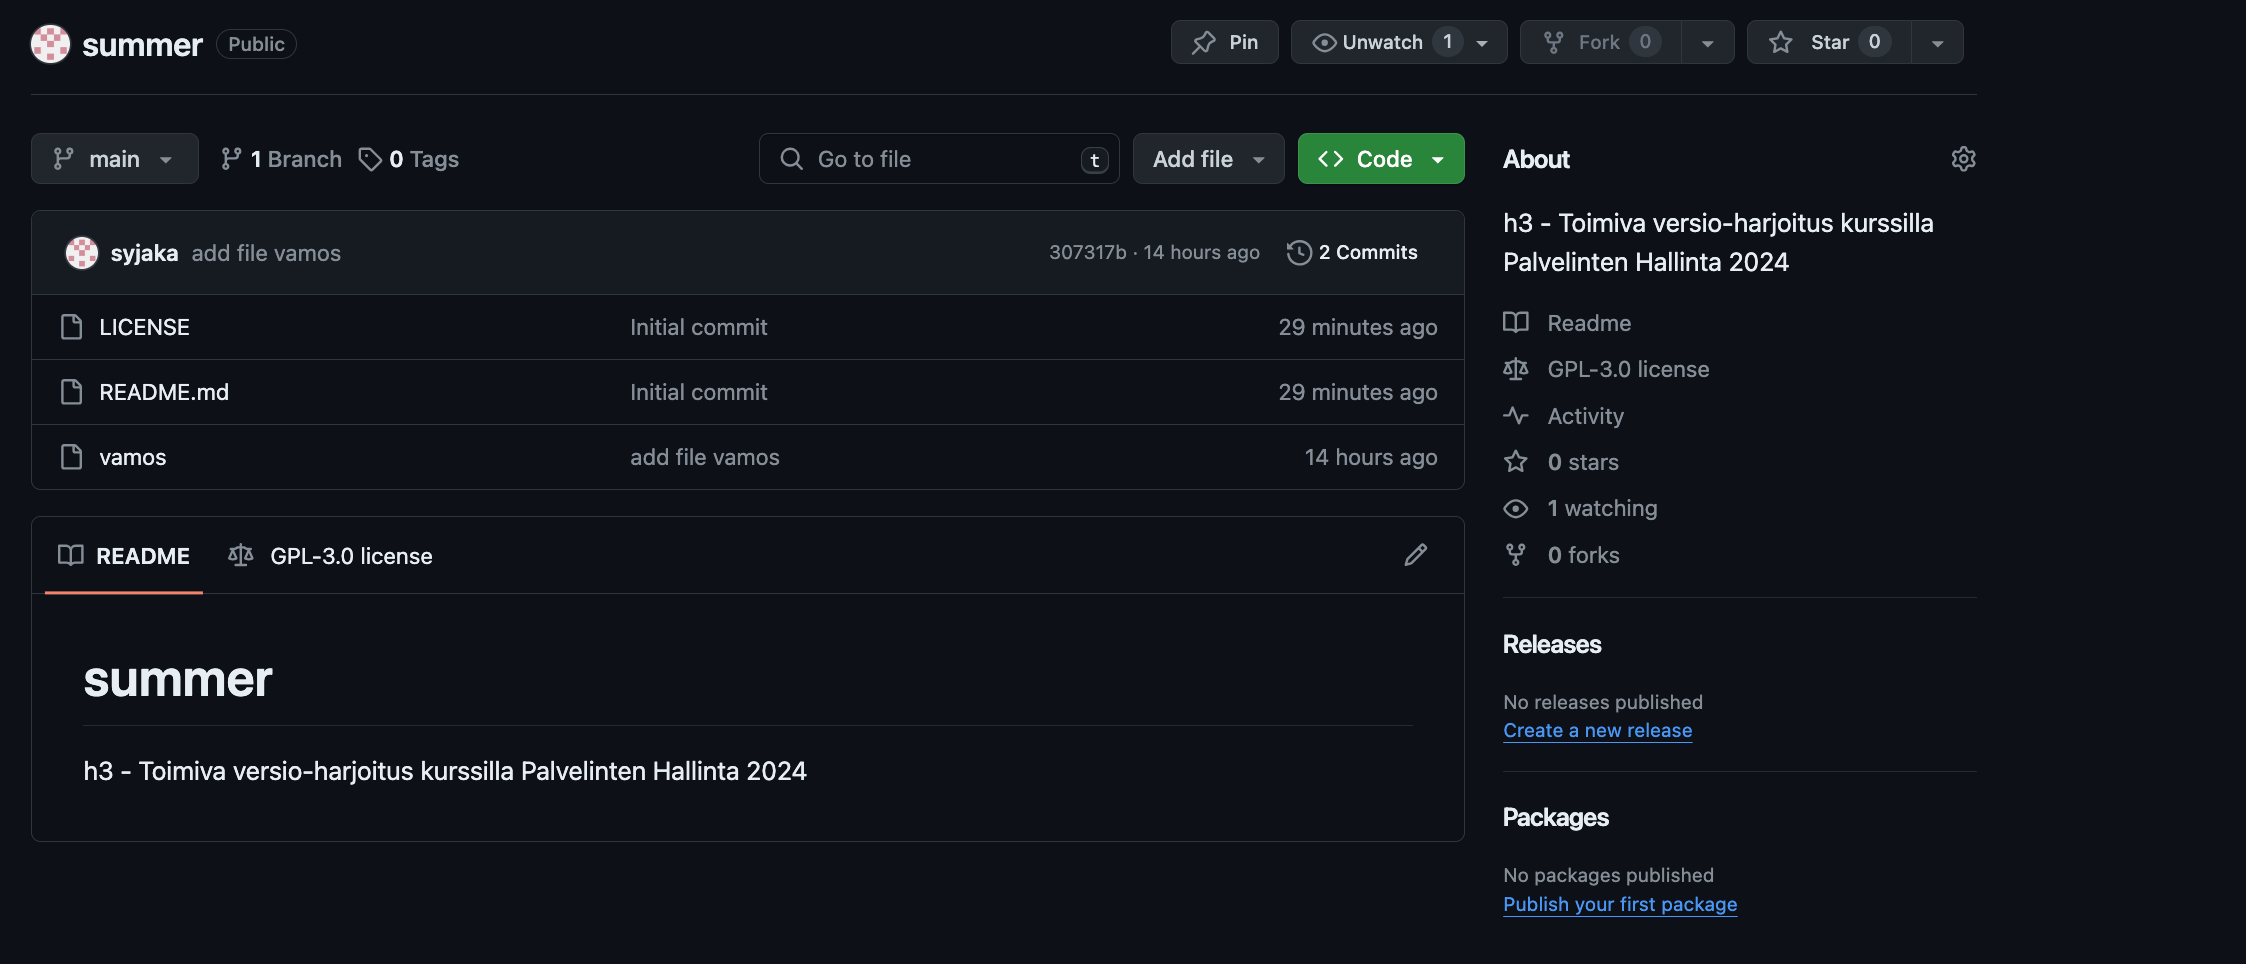 summer Public
Pin
Unwatch 1
Fork 0
Star 0
main
1 Branch
0 Tags
Go to file t
Add file
Code
syjaka add file vamos
307317b · 14 hours ago
2 Commits
LICENSE Initial commit 29 minutes ago
README.md Initial commit 29 minutes ago
vamos add file vamos 14 hours ago
README
GPL-3.0 license
summer
h3 - Toimiva versio-harjoitus kurssilla Palvelinten Hallinta 2024
About
h3 - Toimiva versio-harjoitus kurssilla
Palvelinten Hallinta 2024
Readme
GPL-3.0 license
Activity
0 stars
1 watching
0 forks
Releases
No releases published
Create a new release
Packages
No packages published
Publish your first package